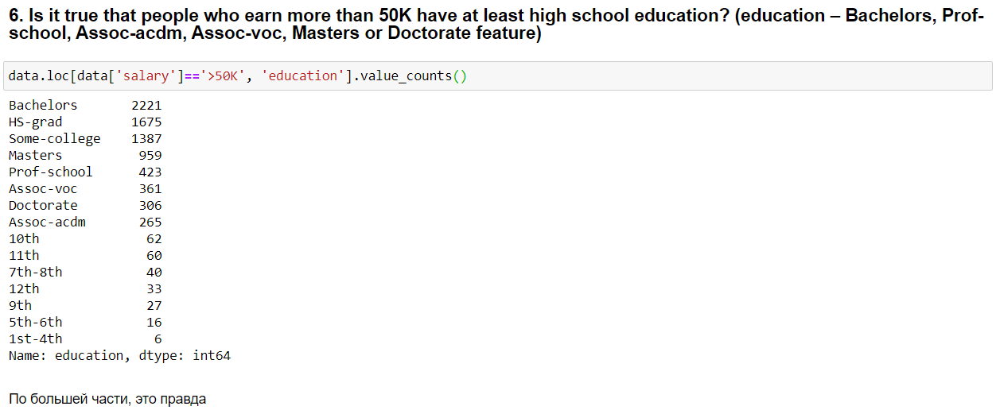 6. Is it true that people who earn more than 50K have at least high school education? (education – Bachelors, Prof-
school, Assoc-acdm, Assoc-voc, Masters or Doctorate feature)
data.loc[data['salary']=='>50K', 'education'].value_counts()
Bachelors       2221
HS-grad         1675
Some-college    1387
Masters          959
Prof-school      423
Assoc-voc        361
Doctorate        306
Assoc-acdm       265
10th              62
11th              60
7th-8th           40
12th              33
9th               27
5th-6th           16
1st-4th            6
Name: education, dtype: int64
По большей части, это правда